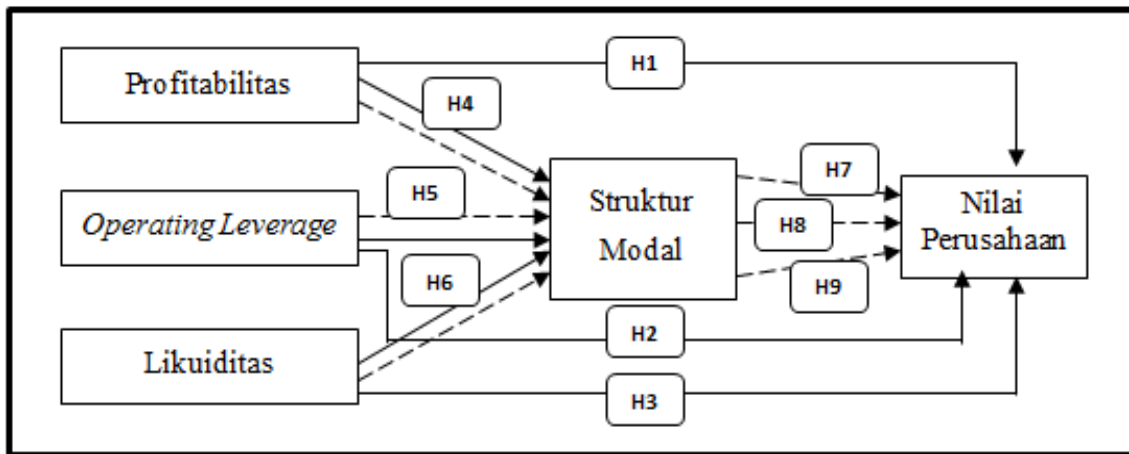 H1
Profitabilitas
H4
H7
H5
Struktur
Modal
Nilai
Perusahaan
Operating Leverage
H8
H6
H9
H2
Likuiditas
H3